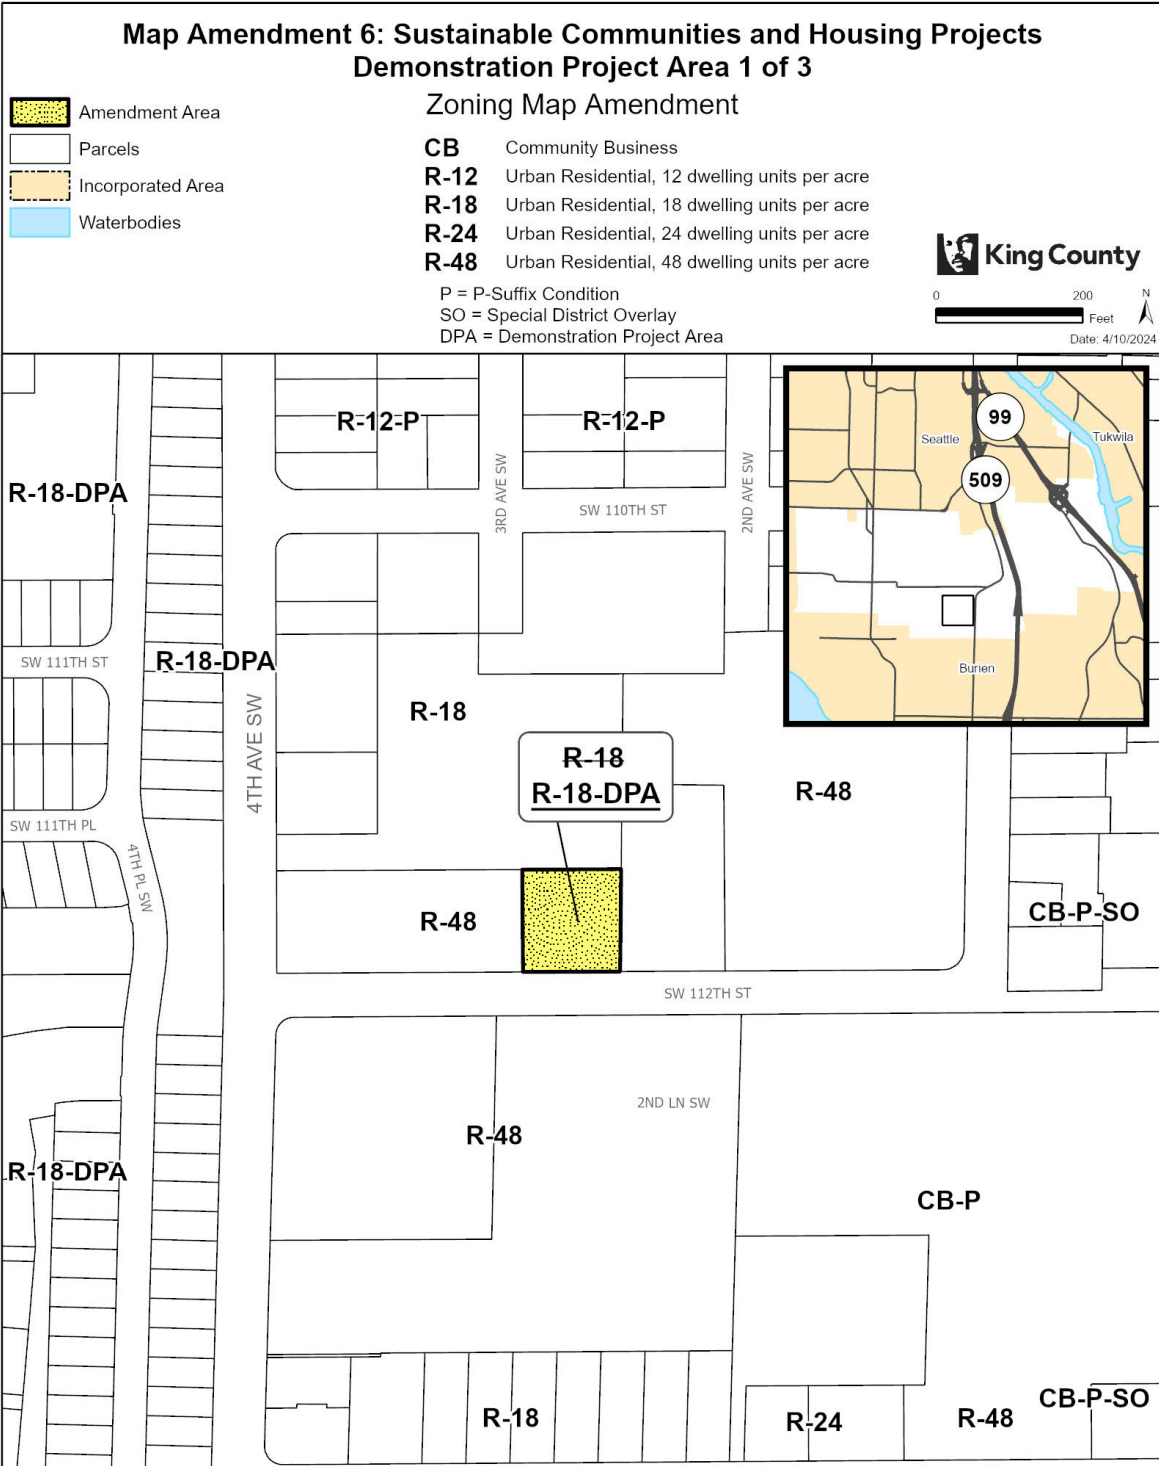 Map Amendment 6: Sustainable Communities and Housing Projects
Demonstration Project Area 1 of 3
Zoning Map Amendment
Amendment Area
Parcels
Incorporated Area
Waterbodies
CB Community Business
R-12 Urban Residential, 12 dwelling units per acre
R-18 Urban Residential, 18 dwelling units per acre
R-24 Urban Residential, 24 dwelling units per acre
R-48 Urban Residential, 48 dwelling units per acre
P = P-Suffix Condition
SO = Special District Overlay
DPA = Demonstration Project Area
King County
0 200
Feet
N
Date: 4/10/2024
R-12-P
R-12-P
R-18-DPA
3RD AVE SW
2ND AVE SW
SW 110TH ST
99
Seattle
Tukwila
509
Burien
SW 111TH ST
R-18-DPA
4TH AVE SW
R-18
R-18
R-18-DPA
R-48
SW 111TH PL
4TH PL SW
R-48
CB-P-SO
SW 112TH ST
2ND LN SW
R-48
R-18-DPA
CB-P
CB-P-SO
R-18
R-24
R-48